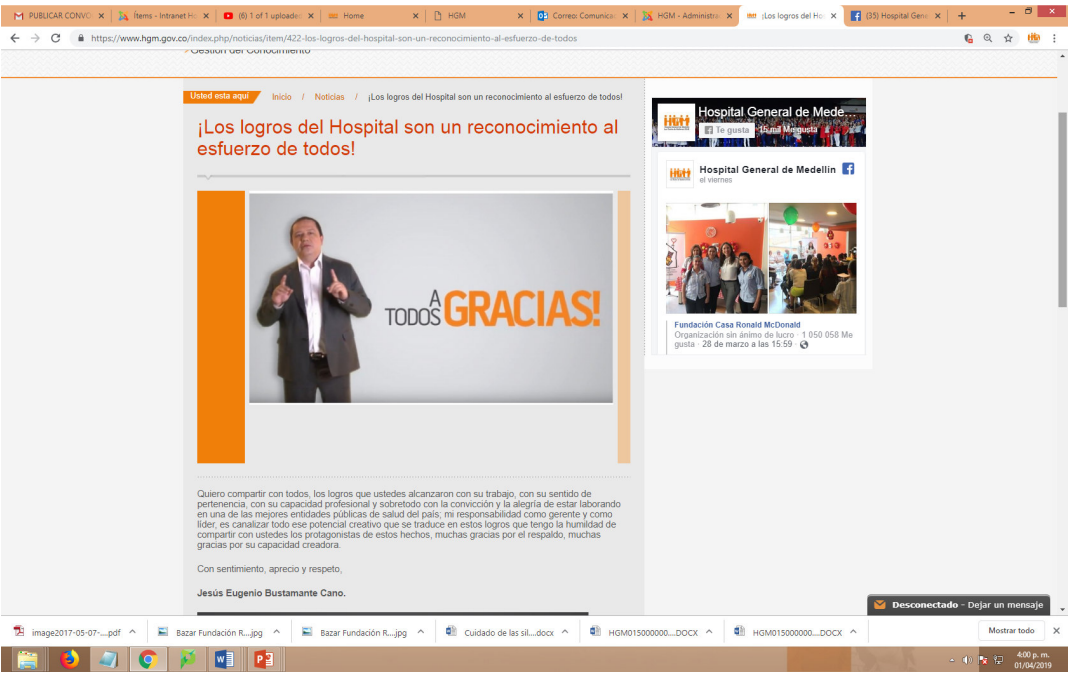 PUBLICAR CONVO
Ítems - Intranet Ho
(6) 1 of 1 uploaded
Home
HGM
Correo: Comunicac
HGM - Administra
¡Los logros del Ho
(35) Hospital Gene
https://www.hgm.gov.co/index.php/noticias/item/422-los-logros-del-hospital-son-un-reconocimiento-al-esfuerzo-de-todos
Gestión del Conocimiento
Usted esta aquí Inicio / Noticias / ¡Los logros del Hospital son un reconocimiento al esfuerzo de todos!
¡Los logros del Hospital son un reconocimiento al
esfuerzo de todos!
A
TODOS GRACIAS!
Quiero compartir con todos, los logros que ustedes alcanzaron con su trabajo, con su sentido de
pertenencia, con su capacidad profesional y sobretodo con la convicción y la alegría de estar laborando
en una de las mejores entidades públicas de salud del país; mi responsabilidad como gerente y como
líder, es canalizar todo ese potencial creativo que se traduce en estos logros que tengo la humildad de
compartir con ustedes los protagonistas de estos hechos, muchas gracias por el respaldo, muchas
gracias por su capacidad creadora.
Con sentimiento, aprecio y respeto,
Jesús Eugenio Bustamante Cano.
HGM
Hospital General de Mede...
Te gusta 15 mil Me gusta
HGM
Hospital General de Medellín
el viernes
Fundación Casa Ronald McDonald
Organización sin ánimo de lucro · 1 050 058 Me
gusta · 28 de marzo a las 15:59 ·
Desconectado - Dejar un mensaje
image2017-05-07-....pdf
Bazar Fundación R....jpg
Bazar Fundación R....jpg
Cuidado de las sil....docx
HGM015000000....DOCX
HGM015000000....DOCX
Mostrar todo
4:00 p. m.
01/04/2019